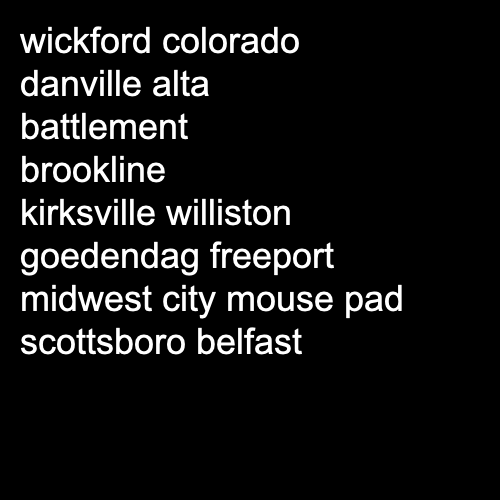 wickford colorado
danville alta
battlement
brookline
kirksville williston
goedendag freeport
midwest city mouse pad
scottsboro belfast